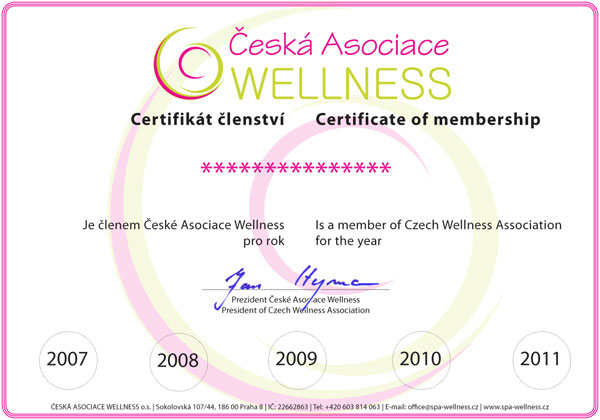 Česká Asociace
WELLNESS
Certifikát členství Certificate of membership
***************
Je členem České Asociace Wellness Is a member of Czech Wellness Association
pro rok for the year
Prezident České Asociace Wellness
President of Czech Wellness Association
2007 2008 2009 2010 2011
ČESKÁ ASOCIACE WELLNESS o.s. | Sokolovská 107/44, 186 00 Praha 8 | IČ: 22662863 | Tel: +420 603 814 063 | E-mail: office@spa-wellness.cz | www.spa-wellness.cz